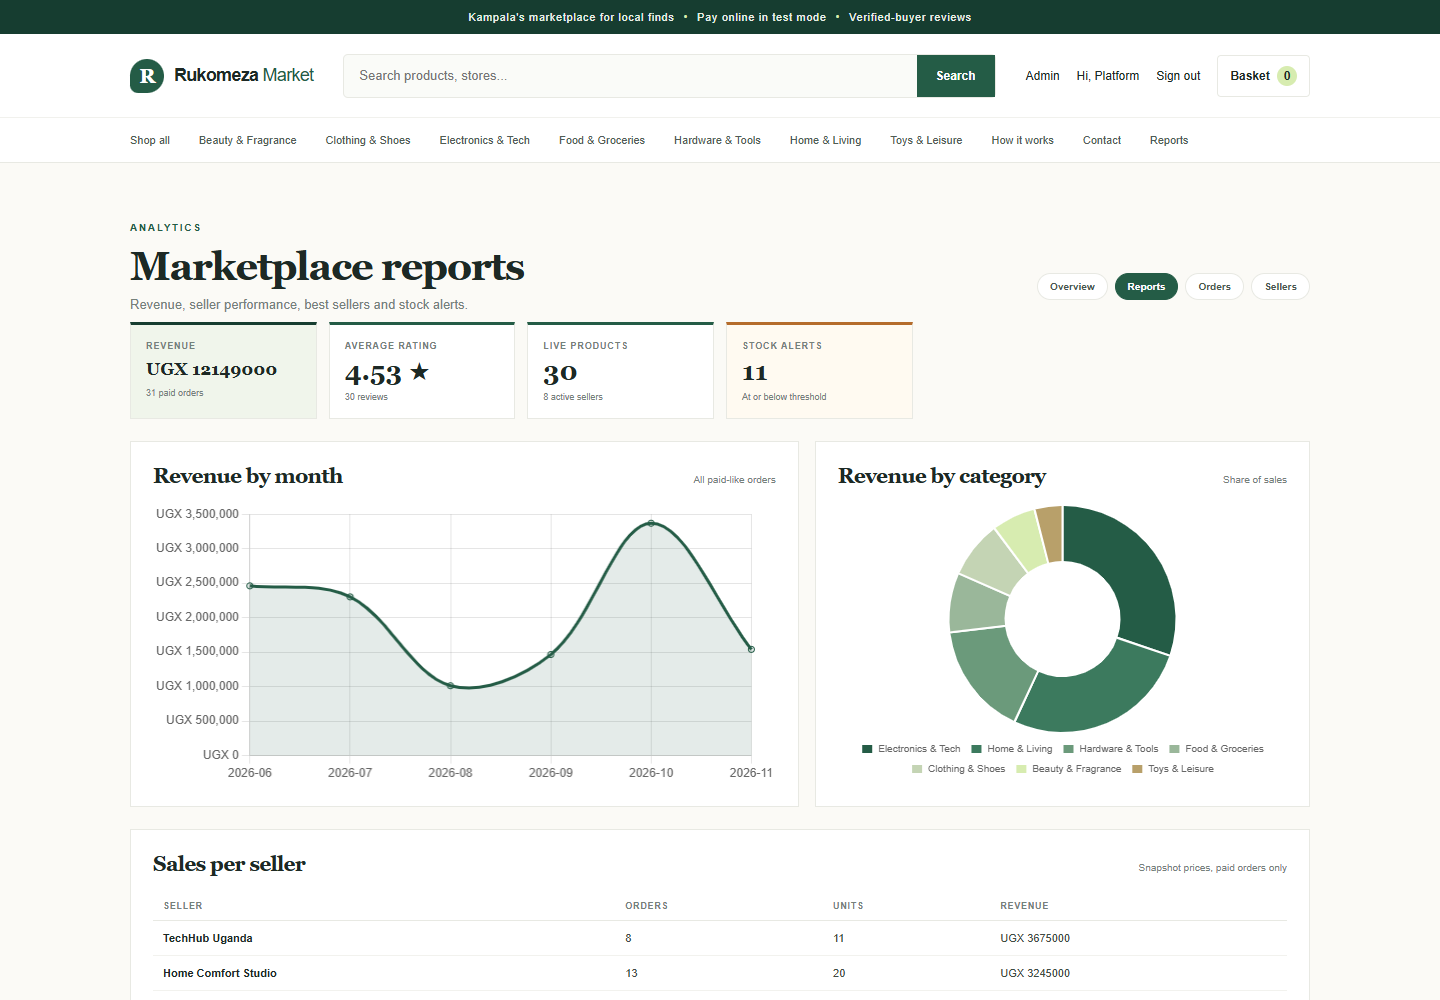 Kampala's marketplace for local finds • Pay online in test mode • Verified-buyer reviews
R Rukomeza Market Search products, stores... Search Admin Hi, Platform Sign out Basket 0
Shop all Beauty & Fragrance Clothing & Shoes Electronics & Tech Food & Groceries Hardware & Tools Home & Living Toys & Leisure How it works Contact Reports
ANALYTICS
Marketplace reports
Revenue, seller performance, best sellers and stock alerts.
Overview Reports Orders Sellers
REVENUE
UGX 12149000
31 paid orders
AVERAGE RATING
4.53 ★
30 reviews
LIVE PRODUCTS
30
8 active sellers
STOCK ALERTS
11
At or below threshold
Revenue by month All paid-like orders
UGX 3,500,000
UGX 3,000,000
UGX 2,500,000
UGX 2,000,000
UGX 1,500,000
UGX 1,000,000
UGX 500,000
UGX 0
2026-06 2026-07 2026-08 2026-09 2026-10 2026-11
Revenue by category Share of sales
Electronics & Tech Home & Living Hardware & Tools Food & Groceries
Clothing & Shoes Beauty & Fragrance Toys & Leisure
Sales per seller Snapshot prices, paid orders only
SELLER ORDERS UNITS REVENUE
TechHub Uganda 8 11 UGX 3675000
Home Comfort Studio 13 20 UGX 3245000